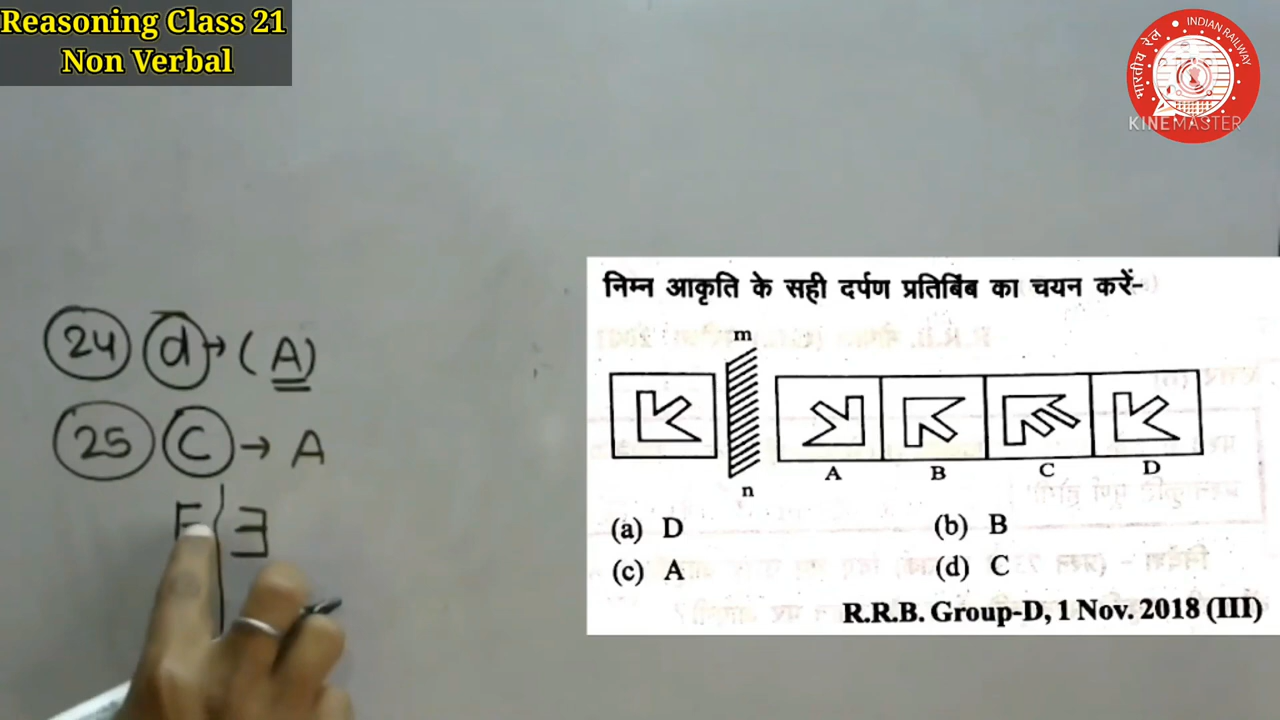 Reasoning Class 21
Non Verbal
भारतीय रेल INDIAN RAILWAY
KINEMASTER
24 d → (A)
25 C → A
F | Ǝ
निम्न आकृति के सही दर्पण प्रतिबिंब का चयन करें-
m
n
A B C D
(a) D (b) B
(c) A (d) C
R.R.B. Group-D, 1 Nov. 2018 (III)